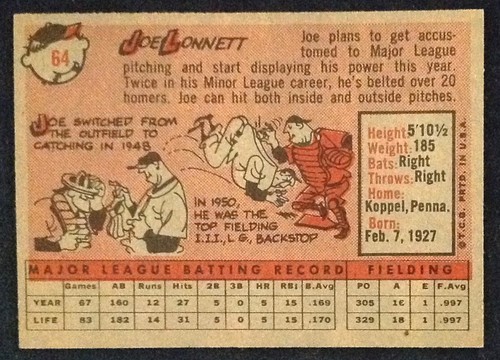 64
Joe Lonnett
Joe plans to get accus-
tomed to Major League
pitching and start displaying his power this year.
Twice in his Minor League career, he's belted over 20
homers. Joe can hit both inside and outside pitches.
JOE SWITCHED FROM
THE OUTFIELD TO
CATCHING IN 1948
IN 1950,
HE WAS THE
TOP FIELDING
I.I.I., LG., BACKSTOP
Height: 5'10½
Weight: 185
Bats: Right
Throws: Right
Home:
Koppel, Penna.
Born:
Feb. 7, 1927
© T.C.G. PRTD. IN U.S.A.
MAJOR LEAGUE BATTING RECORD FIELDING
Games AB Runs Hits 2B 3B HR RBI B.Avg PO A E F.Avg
YEAR 67 160 12 27 5 0 5 15 .169 305 16 1 .997
LIFE 83 182 14 31 5 0 5 15 .170 329 18 1 .997